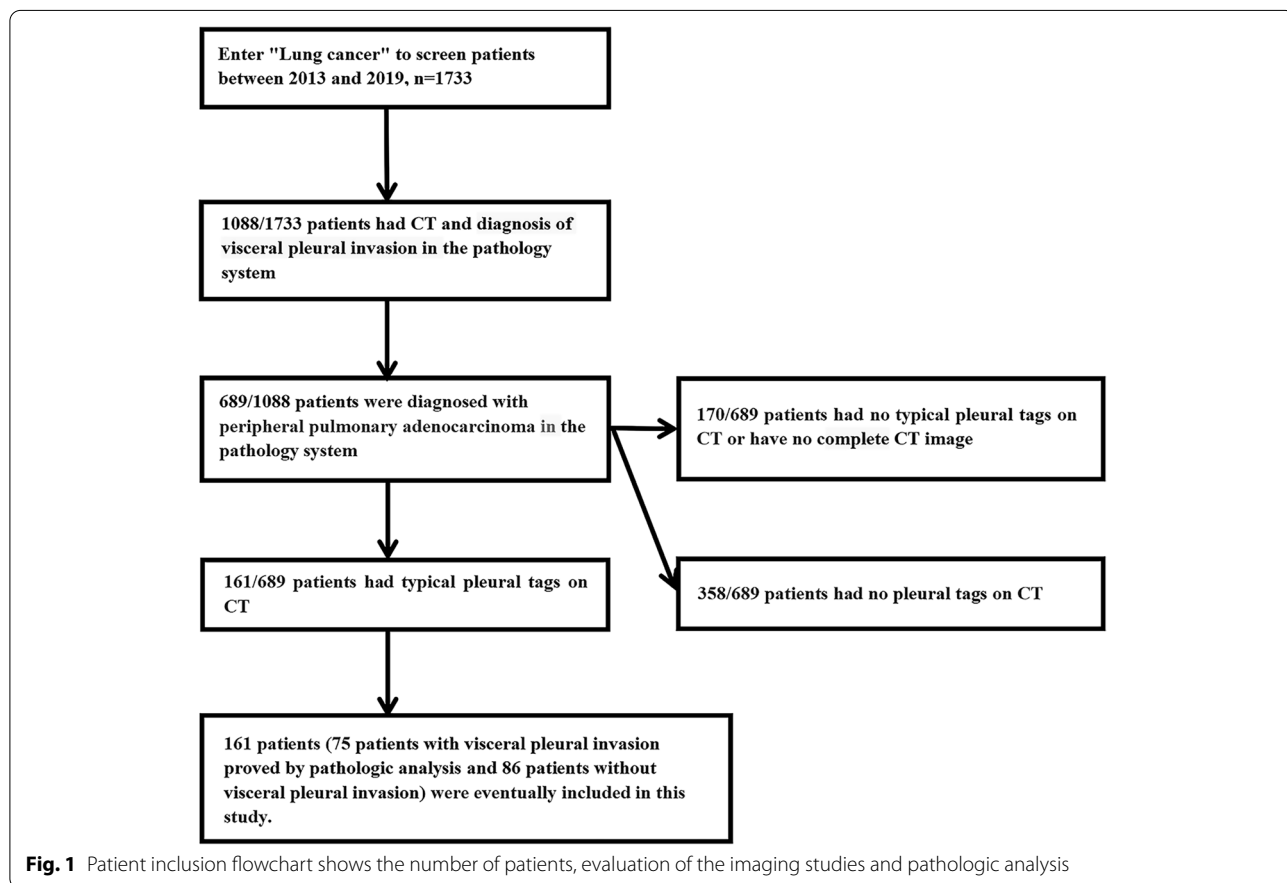 Enter "Lung cancer" to screen patients
between 2013 and 2019, n=1733
1088/1733 patients had CT and diagnosis of
visceral pleural invasion in the pathology
system
689/1088 patients were diagnosed with
peripheral pulmonary adenocarcinoma in the
pathology system
170/689 patients had no typical pleural tags on
CT or have no complete CT image
161/689 patients had typical pleural tags on
CT
358/689 patients had no pleural tags on CT
161 patients (75 patients with visceral pleural invasion
proved by pathologic analysis and 86 patients without
visceral pleural invasion) were eventually included in this
study.
Fig. 1 Patient inclusion flowchart shows the number of patients, evaluation of the imaging studies and pathologic analysis